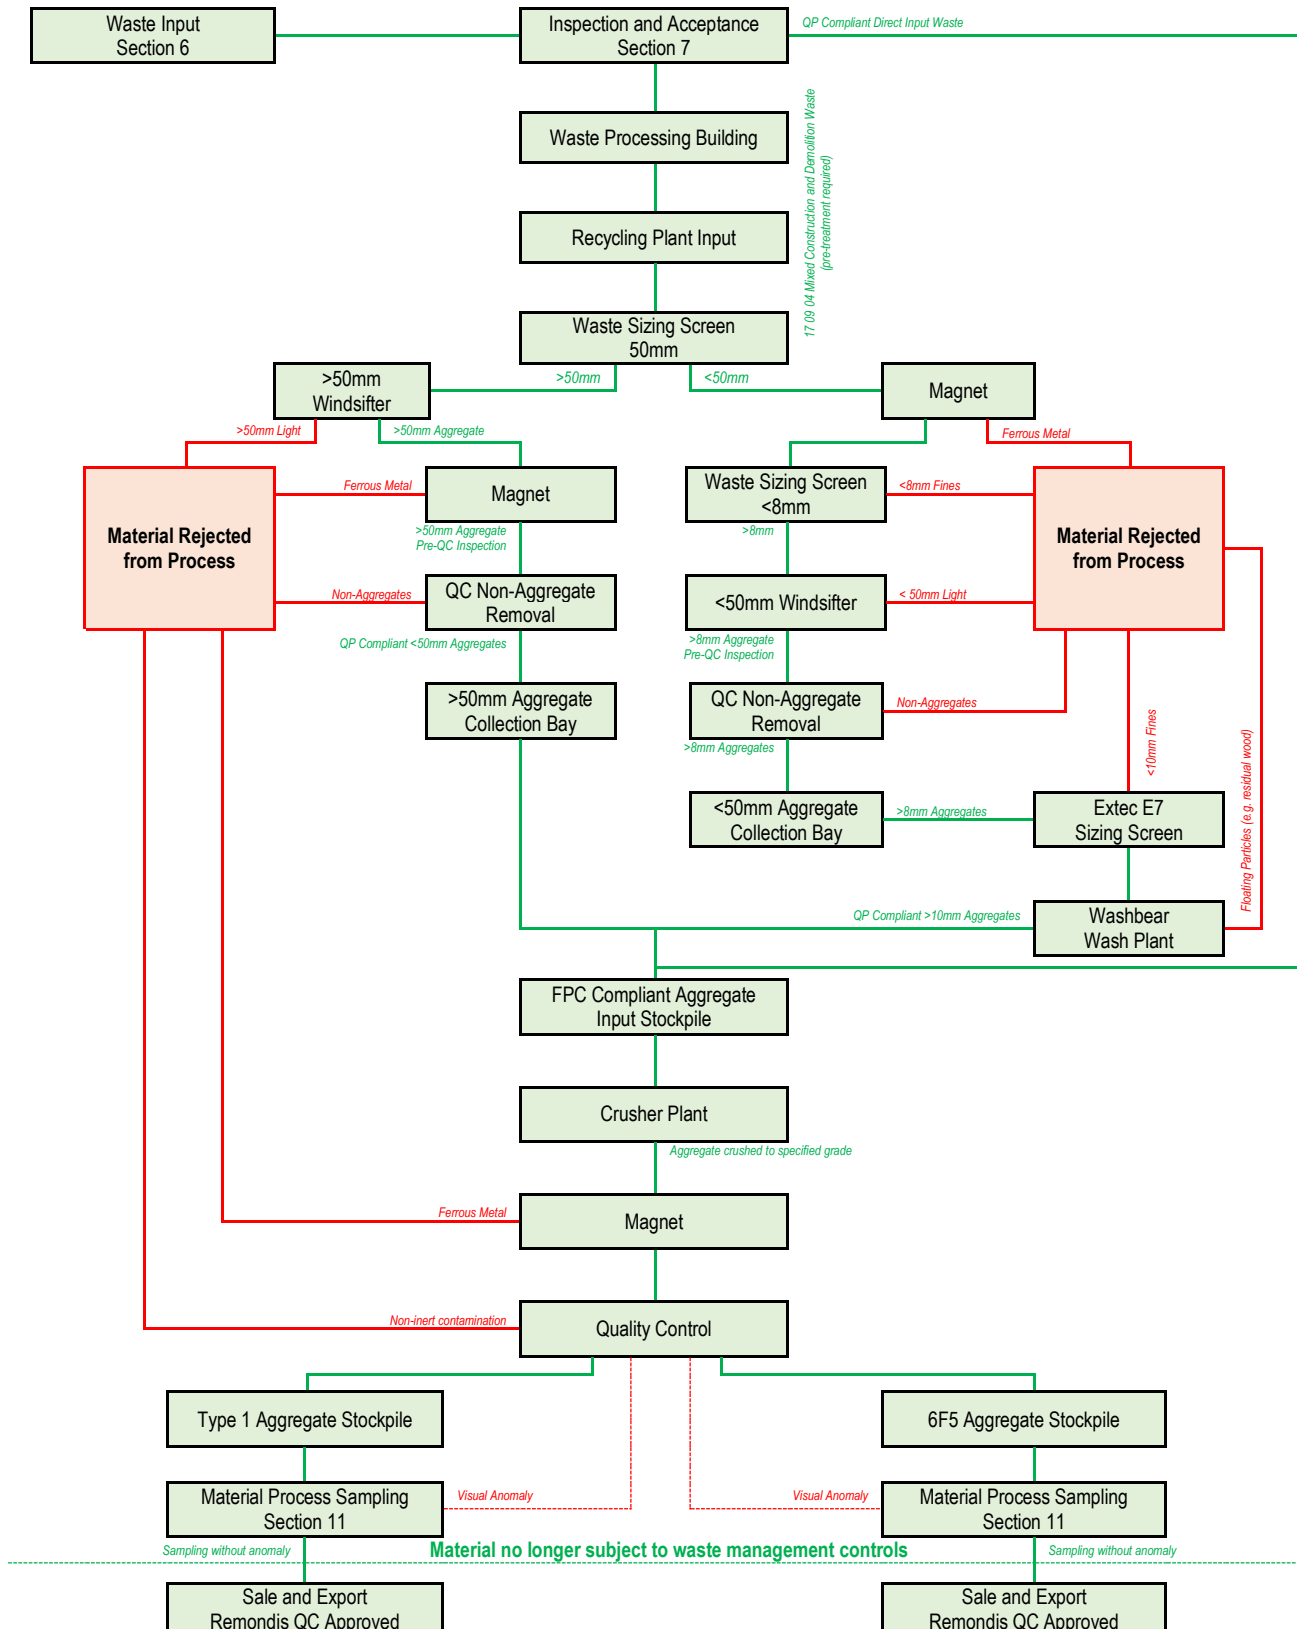 Waste Input
Section 6
Inspection and Acceptance
Section 7
QP Compliant Direct Input Waste
Waste Processing Building
17 09 04 Mixed Construction and Demolition Waste
(pre-treatment required)
Recycling Plant Input
Waste Sizing Screen
50mm
>50mm
<50mm
>50mm
Windsifter
Magnet
>50mm Light
>50mm Aggregate
Ferrous Metal
Material Rejected
from Process
Ferrous Metal
Magnet
Waste Sizing Screen
<8mm
<8mm Fines
Material Rejected
from Process
>50mm Aggregate
Pre-QC Inspection
>8mm
Non-Aggregates
QC Non-Aggregate
Removal
<50mm Windsifter
< 50mm Light
QP Compliant <50mm Aggregates
>8mm Aggregate
Pre-QC Inspection
>50mm Aggregate
Collection Bay
QC Non-Aggregate
Removal
Non-Aggregates
<10mm Fines
Floating Particles (e.g. residual wood)
>8mm Aggregates
<50mm Aggregate
Collection Bay
>8mm Aggregates
Extec E7
Sizing Screen
QP Compliant >10mm Aggregates
Washbear
Wash Plant
FPC Compliant Aggregate
Input Stockpile
Crusher Plant
Aggregate crushed to specified grade
Ferrous Metal
Magnet
Non-inert contamination
Quality Control
Type 1 Aggregate Stockpile
6F5 Aggregate Stockpile
Material Process Sampling
Section 11
Visual Anomaly
Visual Anomaly
Material Process Sampling
Section 11
Sampling without anomaly
Material no longer subject to waste management controls
Sampling without anomaly
Sale and Export
Remondis QC Approved
Sale and Export
Remondis QC Approved